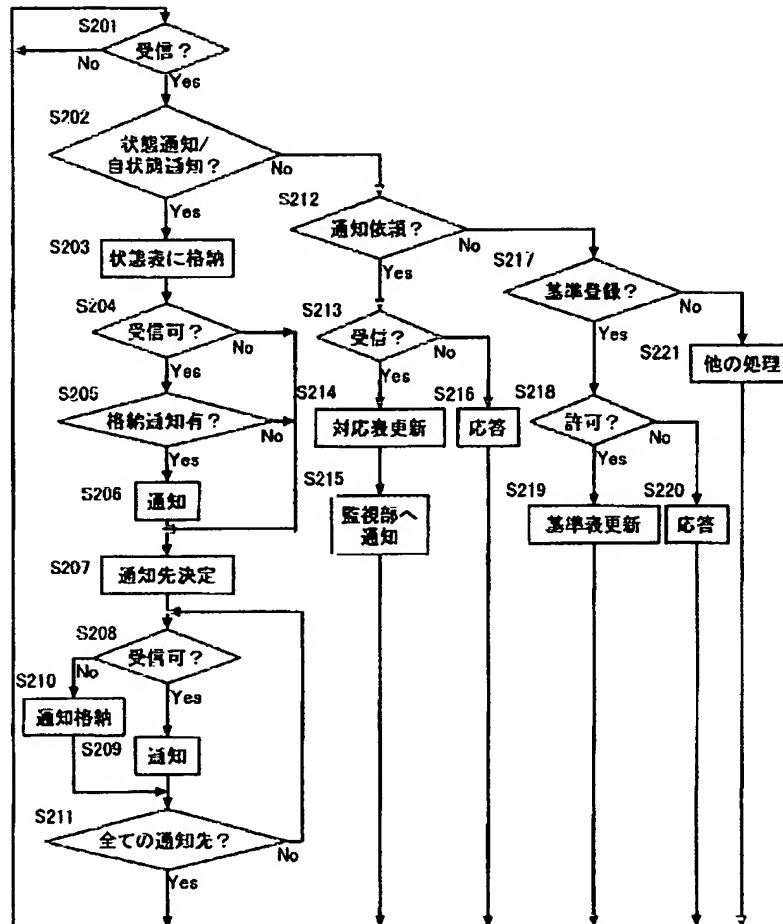 S201
受信？
No
Yes
S202
状態通知/
自状態通知？
No
Yes
S203
状態表に格納
S204
受信可？
No
Yes
S205
格納通知有？
No
Yes
S206
通知
S207
通知先決定
S208
受信可？
No
Yes
S210
通知格納
S209
通知
S211
全ての通知先？
No
Yes
S212
通知依頼？
No
Yes
S213
受信？
No
Yes
S214
対応表更新
S216
応答
S215
監視部へ
通知
S217
基準登録？
No
Yes
S221
他の処理
S218
許可？
No
Yes
S219
基準表更新
S220
応答